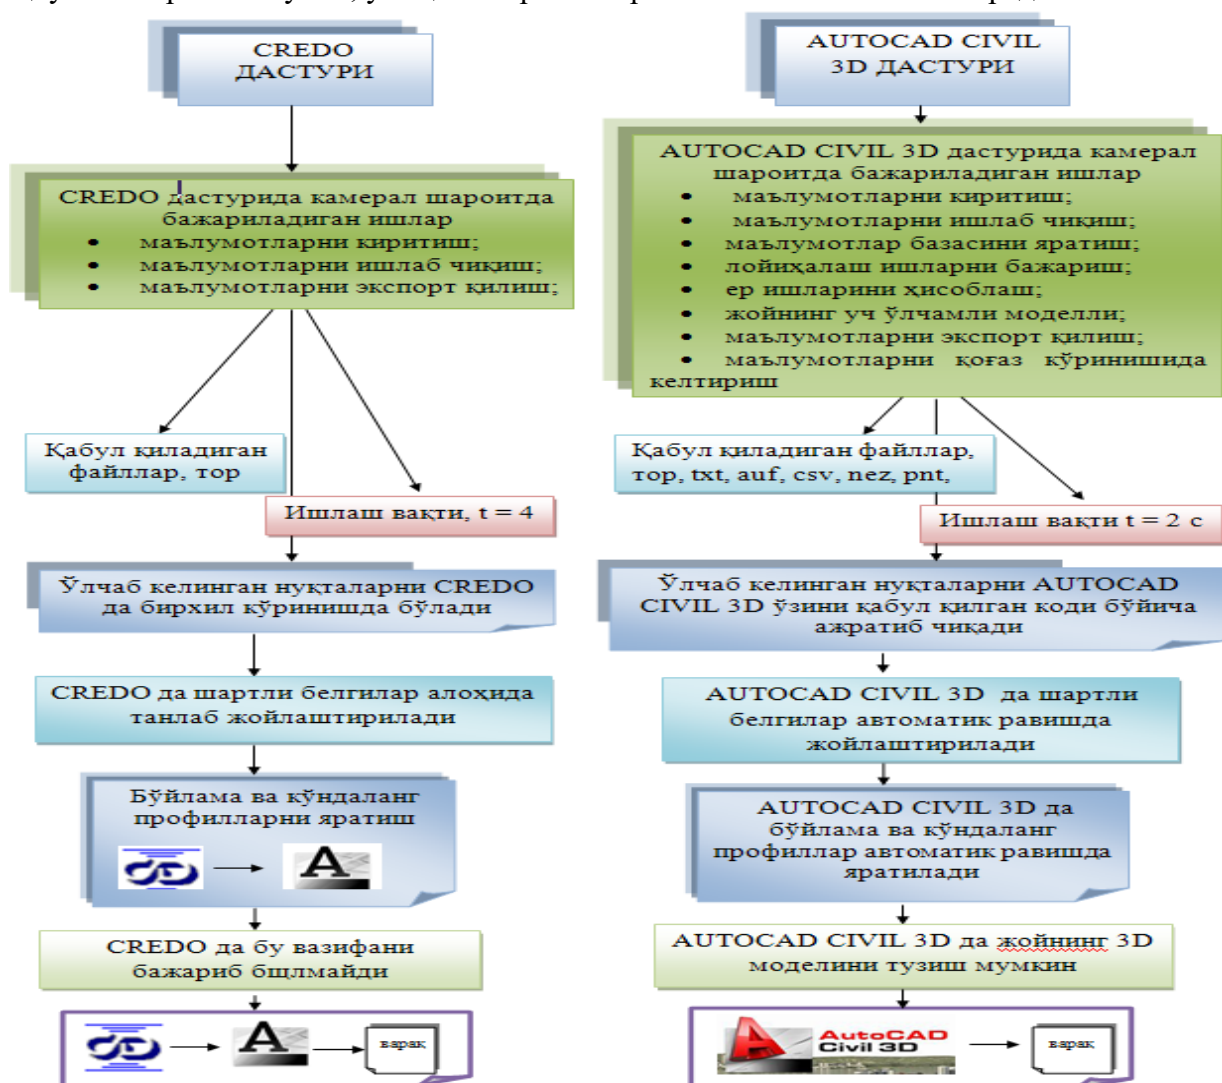 CREDO
ДАСТУРИ
CREDO дастурида камерал шароитда
бажариладиган ишлар
• маълумотларни киритиш;
• маълумотларни ишлаб чиқиш;
• маълумотларни экспорт қилиш;
Қабул қиладиган
файллар, тор
Ишлаш вақти, t = 4
Ўлчаб келинган нуқталарни CREDO
да бирхил кўринишда бўлади
CREDO да шартли белгилар алоҳида
танлаб жойлаштирилади
Бўйлама ва кўндаланг
профилларни яратиш
A
CREDO да бу вазифани
бажариб бщлмайди
A
варақ
AUTOCAD CIVIL
3D ДАСТУРИ
AUTOCAD CIVIL 3D дастурида камерал
шароитда бажариладиган ишлар
• маълумотларни киритиш;
• маълумотларни ишлаб чиқиш;
• маълумотлар базасини яратиш;
• лойиҳалаш ишларни бажариш;
• ер ишларини ҳисоблаш;
• жойнинг уч ўлчамли моделли;
• маълумотларни экспорт қилиш;
• маълумотларни қоғаз кўринишида
келтириш
Қабул қиладиган файллар,
тор, txt, auf, csv, nez, pnt,
Ишлаш вақти t = 2 с
Ўлчаб келинган нуқталарни AUTOCAD
CIVIL 3D ўзини қабул қилган коди бўйича
ажратиб чиқади
AUTOCAD CIVIL 3D да шартли
белгилар автоматик равишда
жойлаштирилади
AUTOCAD CIVIL 3D да
бўйлама ва кўндаланг
профиллар автоматик равишда
яратилади
AUTOCAD CIVIL 3D да жойнинг 3D
моделини тузиш мумкин
AutoCAD
Civil 3D
варақ